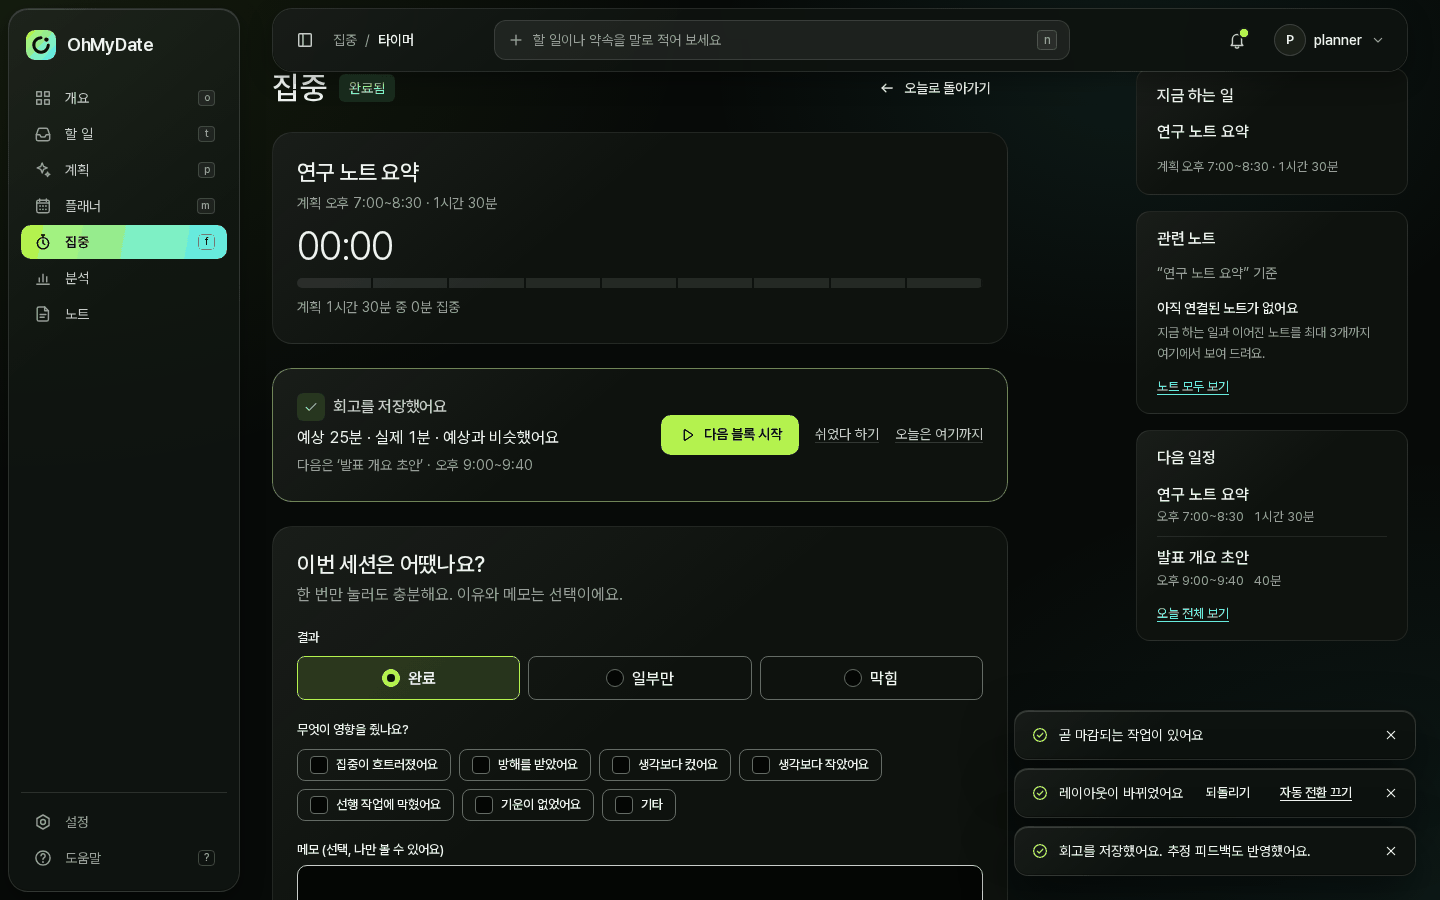 OhMyDate
개요 o
할 일 t
계획 p
플래너 m
집중 f
분석
노트
설정
도움말 ?
집중 / 타이머
할 일이나 약속을 말로 적어 보세요 n
P planner
집중 완료됨
오늘로 돌아가기
연구 노트 요약
계획 오후 7:00~8:30 · 1시간 30분
00:00
계획 1시간 30분 중 0분 집중
회고를 저장했어요
예상 25분 · 실제 1분 · 예상과 비슷했어요
다음은 ‘발표 개요 초안’ · 오후 9:00~9:40
다음 블록 시작 쉬었다 하기 오늘은 여기까지
이번 세션은 어땠나요?
한 번만 눌러도 충분해요. 이유와 메모는 선택이에요.
결과
완료 일부만 막힘
무엇이 영향을 줬나요?
집중이 흐트러졌어요 방해를 받았어요 생각보다 컸어요 생각보다 작았어요
선행 작업에 막혔어요 기운이 없었어요 기타
메모 (선택, 나만 볼 수 있어요)
지금 하는 일
연구 노트 요약
계획 오후 7:00~8:30 · 1시간 30분
관련 노트
“연구 노트 요약” 기준
아직 연결된 노트가 없어요
지금 하는 일과 이어진 노트를 최대 3개까지
여기에서 보여 드려요.
노트 모두 보기
다음 일정
연구 노트 요약
오후 7:00~8:30 1시간 30분
발표 개요 초안
오후 9:00~9:40 40분
오늘 전체 보기
곧 마감되는 작업이 있어요
레이아웃이 바뀌었어요 되돌리기 자동 전환 끄기
회고를 저장했어요. 추정 피드백도 반영했어요.